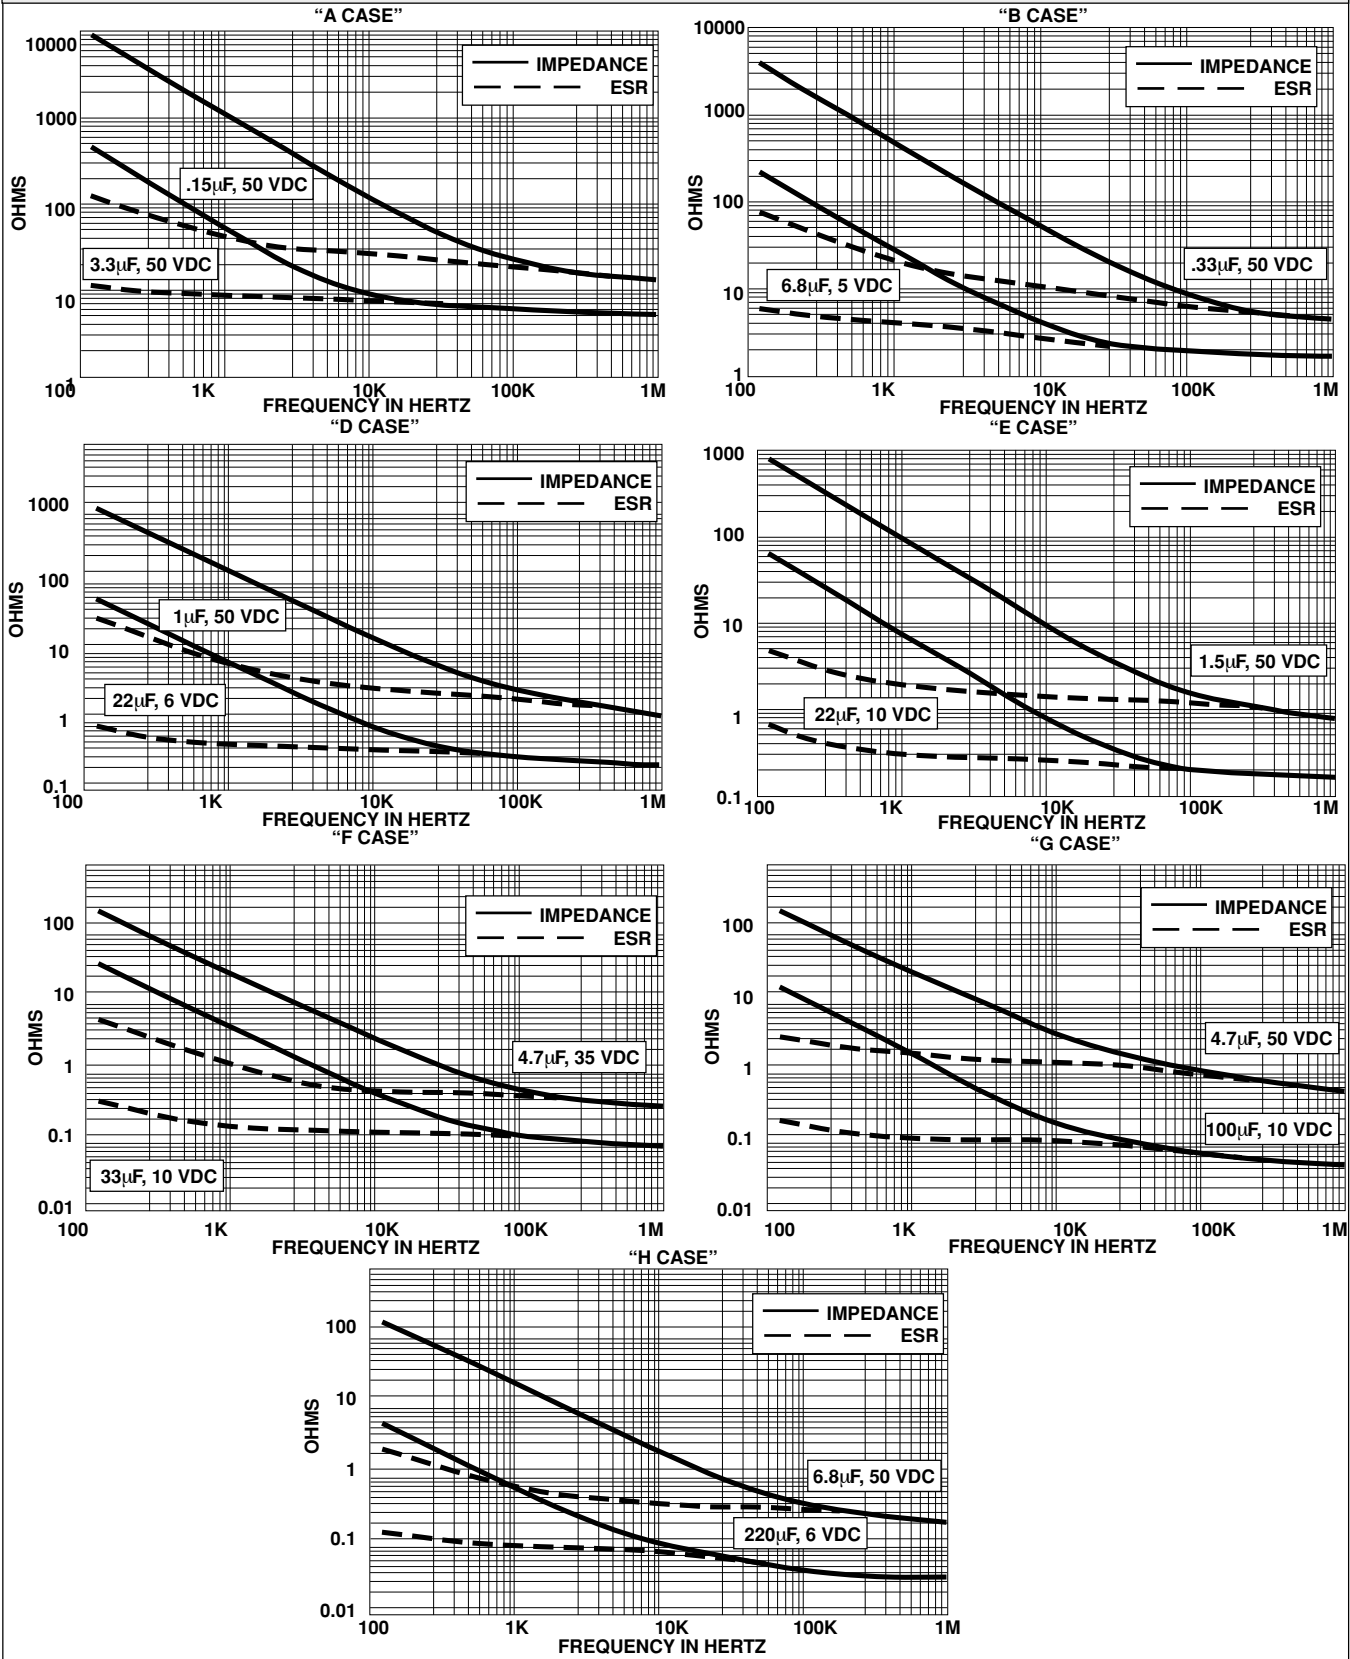 “A CASE”
10000
1000
100
10
1
OHMS
IMPEDANCE
ESR
.15µF, 50 VDC
3.3µF, 50 VDC
100
1K
10K
100K
1M
FREQUENCY IN HERTZ
“B CASE”
10000
1000
100
10
1
OHMS
IMPEDANCE
ESR
.33µF, 50 VDC
6.8µF, 5 VDC
100
1K
10K
100K
1M
FREQUENCY IN HERTZ
“D CASE”
1000
100
10
1
0.1
OHMS
IMPEDANCE
ESR
1µF, 50 VDC
22µF, 6 VDC
100
1K
10K
100K
1M
FREQUENCY IN HERTZ
“E CASE”
1000
100
10
1
0.1
OHMS
IMPEDANCE
ESR
1.5µF, 50 VDC
22µF, 10 VDC
100
1K
10K
100K
1M
FREQUENCY IN HERTZ
“F CASE”
100
10
1
0.1
0.01
OHMS
IMPEDANCE
ESR
4.7µF, 35 VDC
33µF, 10 VDC
100
1K
10K
100K
1M
FREQUENCY IN HERTZ
“G CASE”
100
10
1
0.1
0.01
OHMS
IMPEDANCE
ESR
4.7µF, 50 VDC
100µF, 10 VDC
100
1K
10K
100K
1M
FREQUENCY IN HERTZ
“H CASE”
100
10
1
0.1
0.01
OHMS
IMPEDANCE
ESR
6.8µF, 50 VDC
220µF, 6 VDC
100
1K
10K
100K
1M
FREQUENCY IN HERTZ